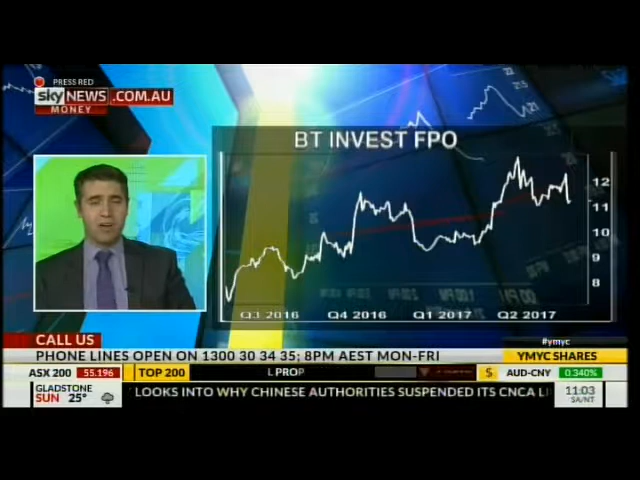 PRESS RED
sky NEWS .COM.AU
MONEY
BT INVEST FPO
12
11
10
9
8
Q3 2016 Q4 2016 Q1 2017 Q2 2017
CALL US
#ymyc
PHONE LINES OPEN ON 1300 30 34 35; 8PM AEST MON-FRI
YMYC SHARES
ASX 200 55.196 TOP 200 L PROP $ AUD-CNY 0.340%
GLADSTONE
SUN 25°
LOOKS INTO WHY CHINESE AUTHORITIES SUSPENDED ITS CNCA LI
11:03
SA/NT